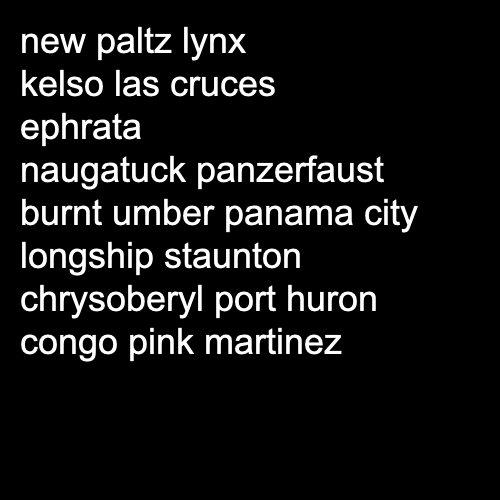 new paltz lynx
kelso las cruces
ephrata
naugatuck panzerfaust
burnt umber panama city
longship staunton
chrysoberyl port huron
congo pink martinez